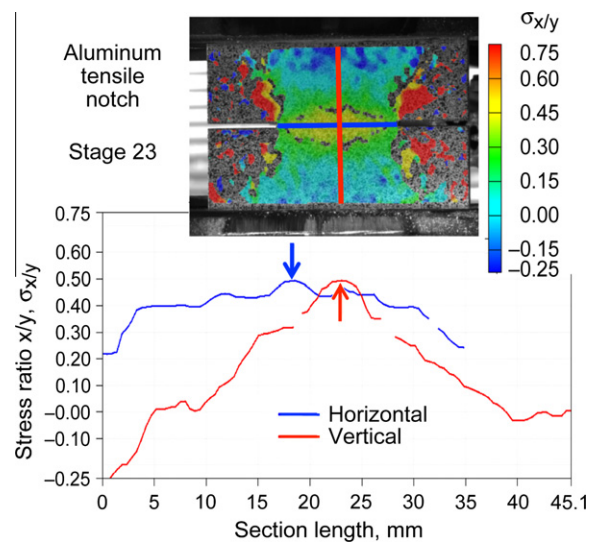 Aluminum
tensile
notch
Stage 23
σx/y
0.75
0.60
0.45
0.30
0.15
0.00
–0.15
–0.25
Stress ratio x/y, σx/y
0.75
0.60
0.50
0.40
0.30
0.20
0.10
–0.00
–0.10
–0.25
Horizontal
Vertical
0 5 10 15 20 25 30 35 40 45.1
Section length, mm